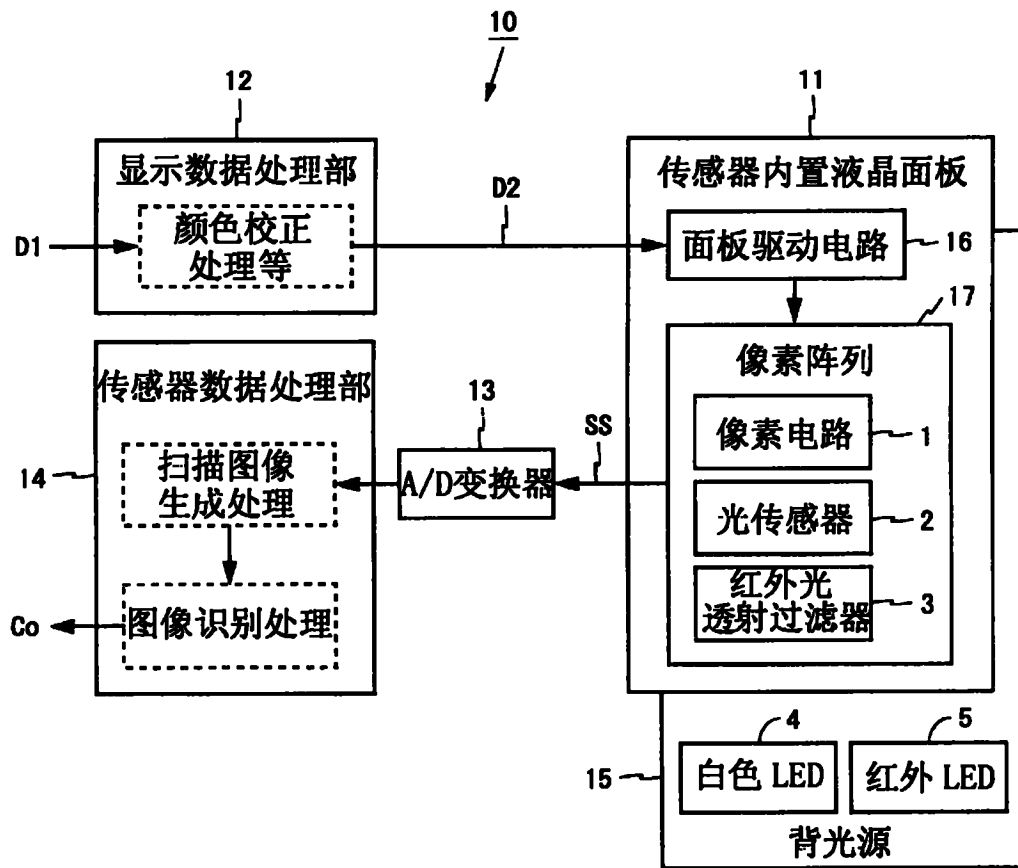 10
12
显示数据处理部
颜色校正
处理等
D1
D2
11
传感器内置液晶面板
面板驱动电路
16
17
像素阵列
像素电路
1
光传感器
2
红外光
透射过滤器
3
传感器数据处理部
14
扫描图像
生成处理
图像识别处理
Co
13
A/D变换器
SS
15
4
白色 LED
5
红外 LED
背光源